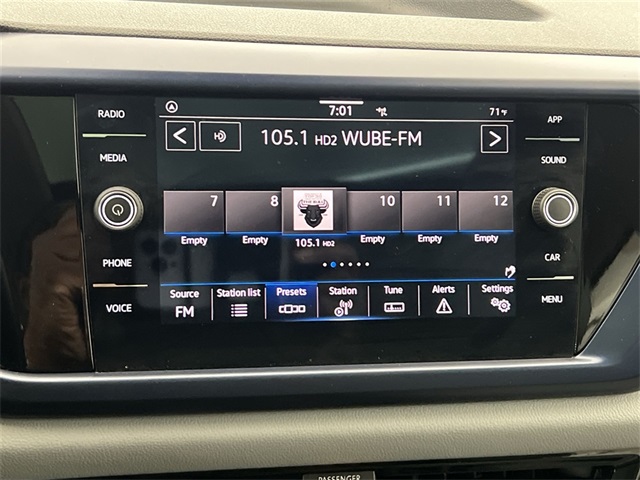 RADIO
7:01
71°F
APP
MEDIA
HD
105.1 HD2 WUBE-FM
SOUND
7
8
10
11
12
Empty
Empty
105.1 HD2
Empty
Empty
Empty
PHONE
CAR
VOICE
MENU
Source
FM
Station list
Presets
Station
Tune
Alerts
Settings
PASSENGER